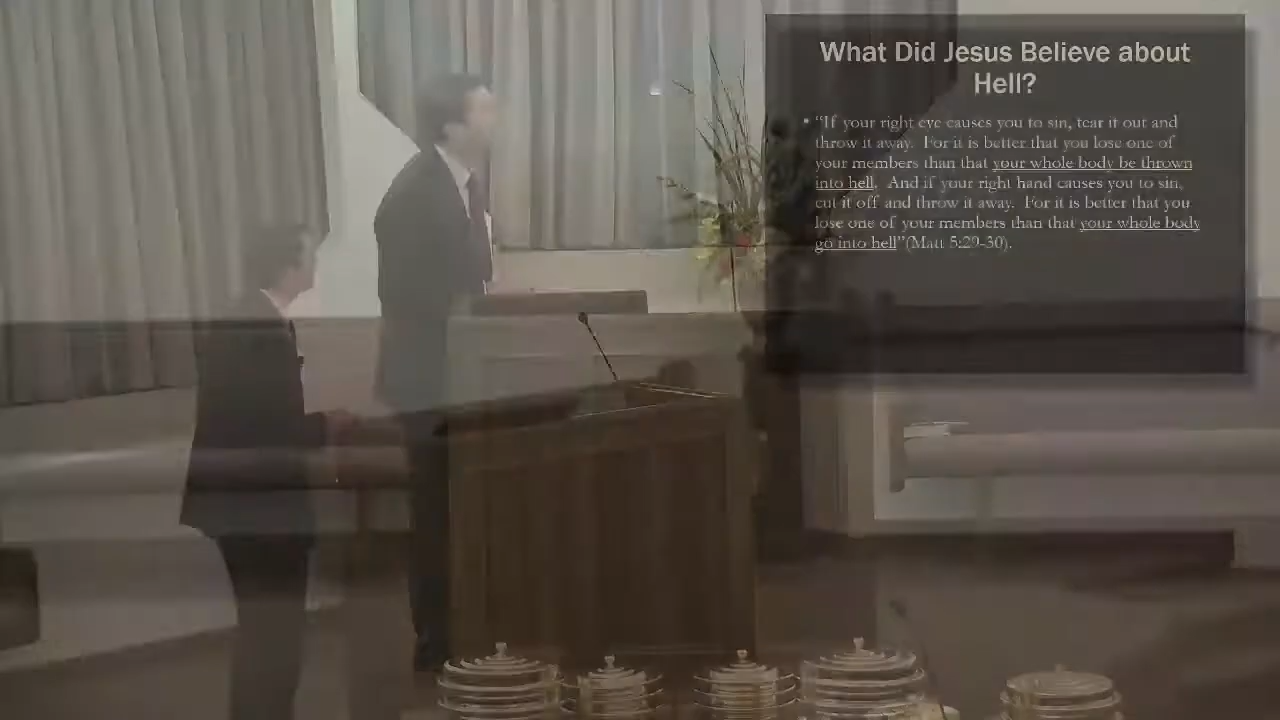 What Did Jesus Believe about
Hell?
• “If your right eye causes you to sin, tear it out and
throw it away.  For it is better that you lose one of
your members than that your whole body be thrown
into hell.  And if your right hand causes you to sin,
cut it off and throw it away.  For it is better that you
lose one of your members than that your whole body
go into hell”(Matt 5:29-30).